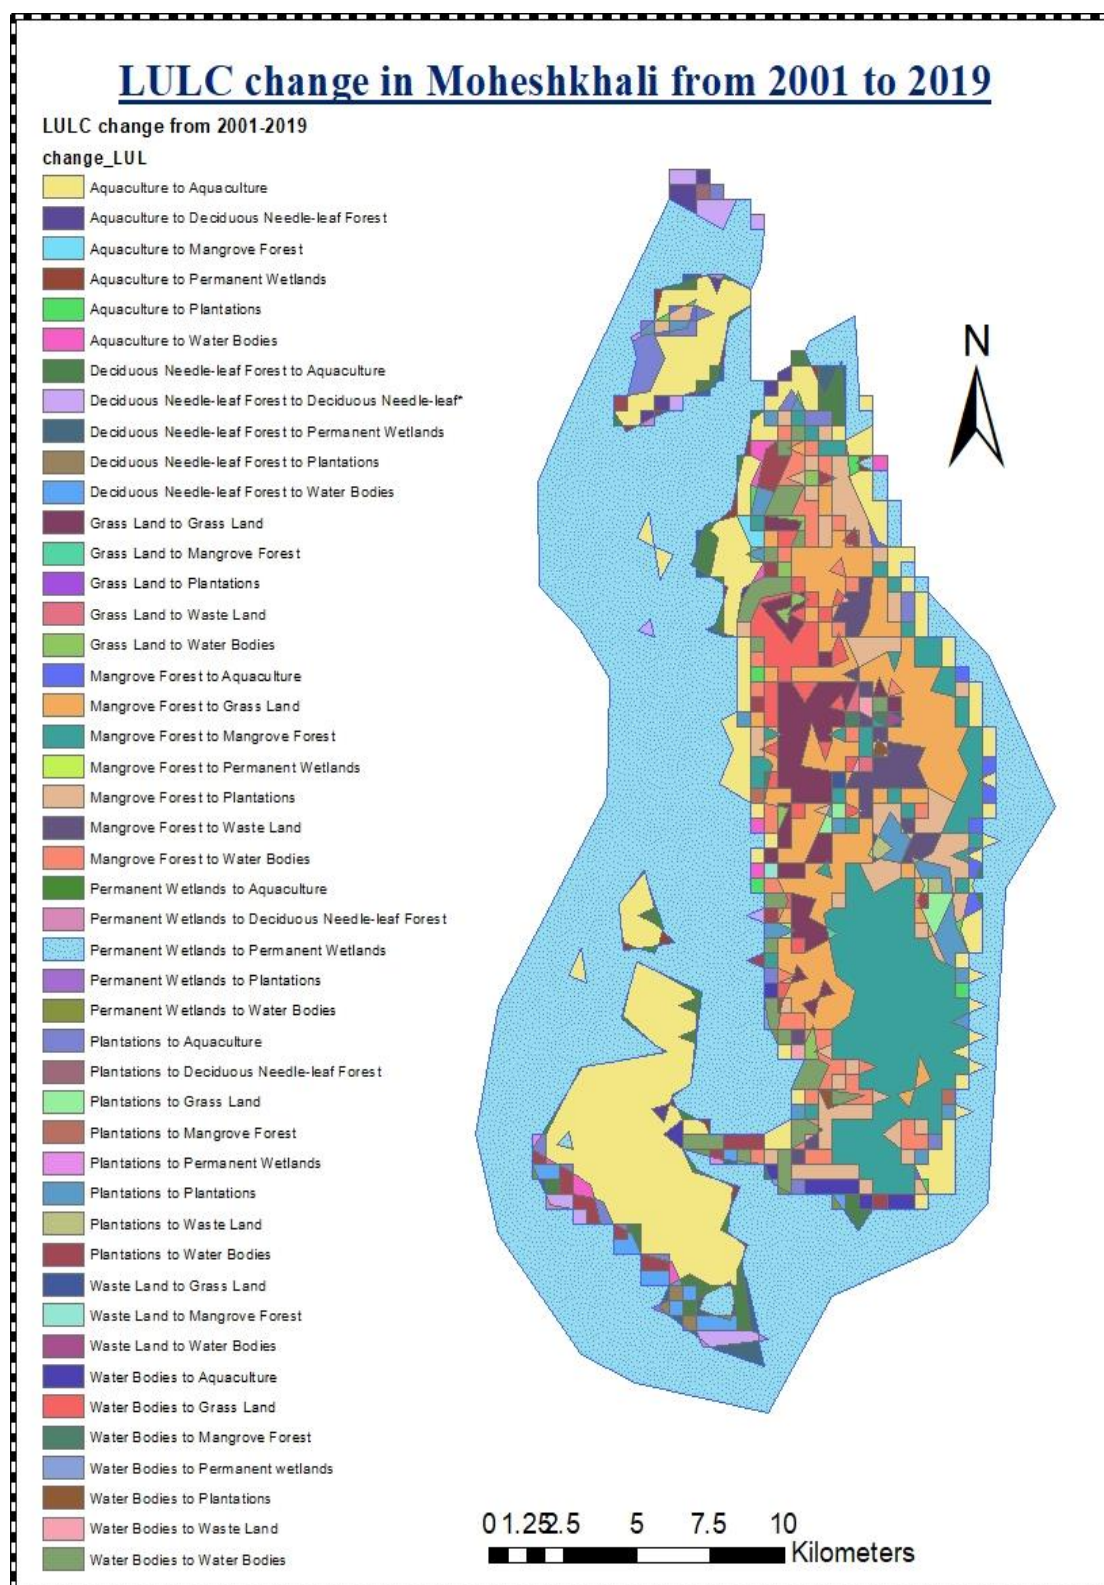 LULC change in Moheshkhali from 2001 to 2019
LULC change from 2001-2019
change_LUL
Aquaculture to Aquaculture
Aquaculture to Deciduous Needle-leaf Forest
Aquaculture to Mangrove Forest
Aquaculture to Permanent Wetlands
Aquaculture to Plantations
Aquaculture to Water Bodies
Deciduous Needle-leaf Forest to Aquaculture
Deciduous Needle-leaf Forest to Deciduous Needle-leaf*
Deciduous Needle-leaf Forest to Permanent Wetlands
Deciduous Needle-leaf Forest to Plantations
Deciduous Needle-leaf Forest to Water Bodies
Grass Land to Grass Land
Grass Land to Mangrove Forest
Grass Land to Plantations
Grass Land to Waste Land
Grass Land to Water Bodies
Mangrove Forest to Aquaculture
Mangrove Forest to Grass Land
Mangrove Forest to Mangrove Forest
Mangrove Forest to Permanent Wetlands
Mangrove Forest to Plantations
Mangrove Forest to Waste Land
Mangrove Forest to Water Bodies
Permanent Wetlands to Aquaculture
Permanent Wetlands to Deciduous Needle-leaf Forest
Permanent Wetlands to Permanent Wetlands
Permanent Wetlands to Plantations
Permanent Wetlands to Water Bodies
Plantations to Aquaculture
Plantations to Deciduous Needle-leaf Forest
Plantations to Grass Land
Plantations to Mangrove Forest
Plantations to Permanent Wetlands
Plantations to Plantations
Plantations to Waste Land
Plantations to Water Bodies
Waste Land to Grass Land
Waste Land to Mangrove Forest
Waste Land to Water Bodies
Water Bodies to Aquaculture
Water Bodies to Grass Land
Water Bodies to Mangrove Forest
Water Bodies to Permanent wetlands
Water Bodies to Plantations
Water Bodies to Waste Land
Water Bodies to Water Bodies
N
0 1.25 2.5 5 7.5 10
Kilometers